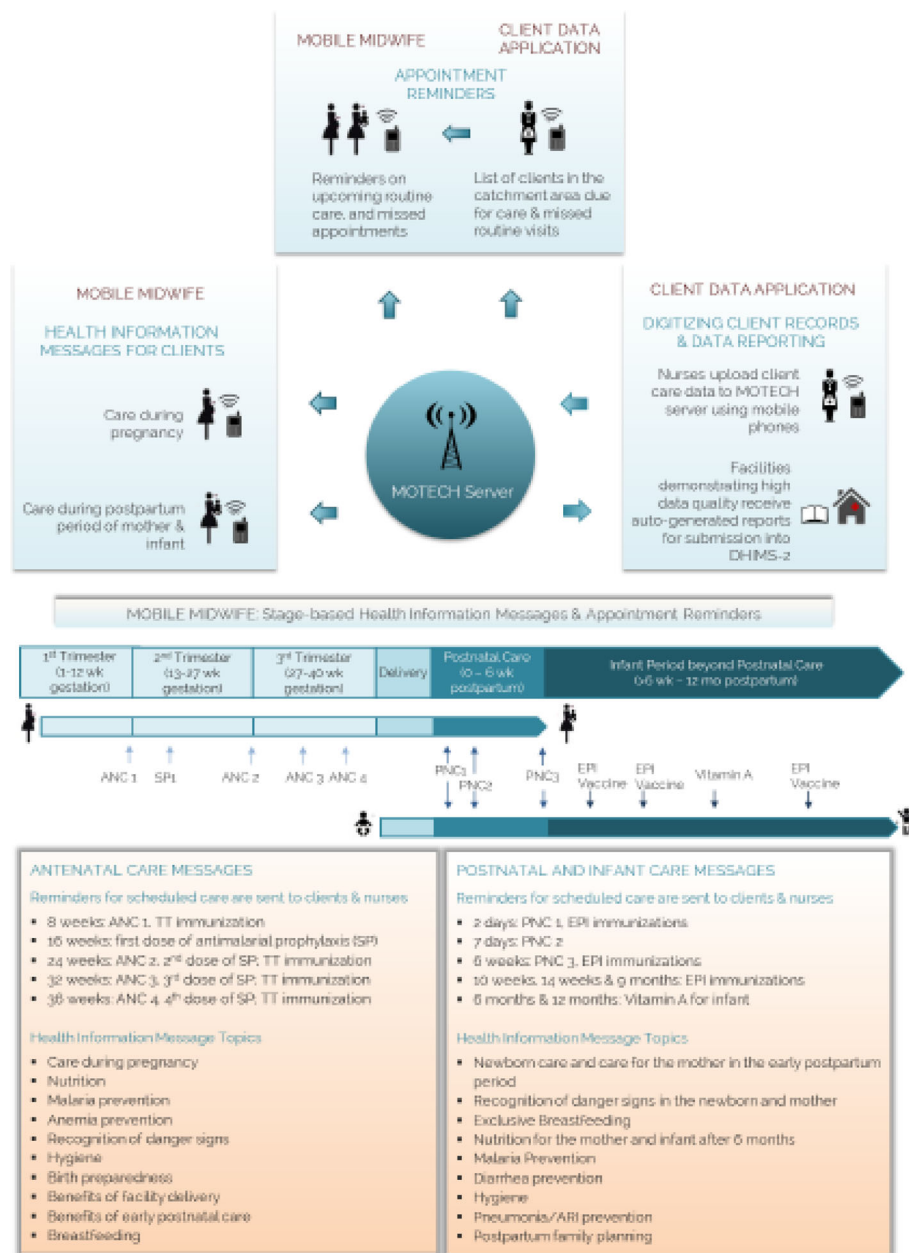 MOBILE MIDWIFE
CLIENT DATA
APPLICATION
APPOINTMENT
REMINDERS
Reminders on
upcoming routine
care, and missed
appointments
List of clients in the
catchment area due
for care & missed
routine visits
MOBILE MIDWIFE
HEALTH INFORMATION
MESSAGES FOR CLIENTS
Care during
pregnancy
Care during postpartum
period of mother &
infant
MOTECH Server
CLIENT DATA APPLICATION
DIGITIZING CLIENT RECORDS
& DATA REPORTING
Nurses upload client
care data to MOTECH
server using mobile
phones
Facilities
demonstrating high
data quality receive
auto-generated reports
for submission into
DHIMS-2
MOBILE MIDWIFE: Stage-based Health Information Messages & Appointment Reminders
1st Trimester
(1-12 wk
gestation)
2nd Trimester
(13-27 wk
gestation)
3rd Trimester
(27-40 wk
gestation)
Delivery
Postnatal Care
(0 – 6 wk
postpartum)
Infant Period beyond Postnatal Care
(>6 wk – 12 mo postpartum)
ANC 1
SP1
ANC 2
ANC 3
ANC 4
PNC1
PNC2
PNC3
EPI
Vaccine
EPI
Vaccine
Vitamin A
EPI
Vaccine
ANTENATAL CARE MESSAGES
Reminders for scheduled care are sent to clients & nurses
▪ 8 weeks: ANC 1, TT immunization
▪ 16 weeks: first dose of antimalarial prophylaxis (SP)
▪ 24 weeks: ANC 2, 2nd dose of SP; TT immunization
▪ 32 weeks: ANC 3, 3rd dose of SP; TT immunization
▪ 36 weeks: ANC 4, 4th dose of SP; TT immunization
Health Information Message Topics
▪ Care during pregnancy
▪ Nutrition
▪ Malaria prevention
▪ Anemia prevention
▪ Recognition of danger signs
▪ Hygiene
▪ Birth preparedness
▪ Benefits of facility delivery
▪ Benefits of early postnatal care
▪ Breastfeeding
POSTNATAL AND INFANT CARE MESSAGES
Reminders for scheduled care are sent to clients & nurses
▪ 2 days: PNC 1, EPI immunizations
▪ 7 days: PNC 2
▪ 6 weeks: PNC 3, EPI immunizations
▪ 10 weeks, 14 weeks & 9 months: EPI immunizations
▪ 6 months & 12 months: Vitamin A for infant
Health Information Message Topics
▪ Newborn care and care for the mother in the early postpartum
period
▪ Recognition of danger signs in the newborn and mother
▪ Exclusive Breastfeeding
▪ Nutrition for the mother and infant after 6 months
▪ Malaria Prevention
▪ Diarrhea prevention
▪ Hygiene
▪ Pneumonia/ARI prevention
▪ Postpartum family planning